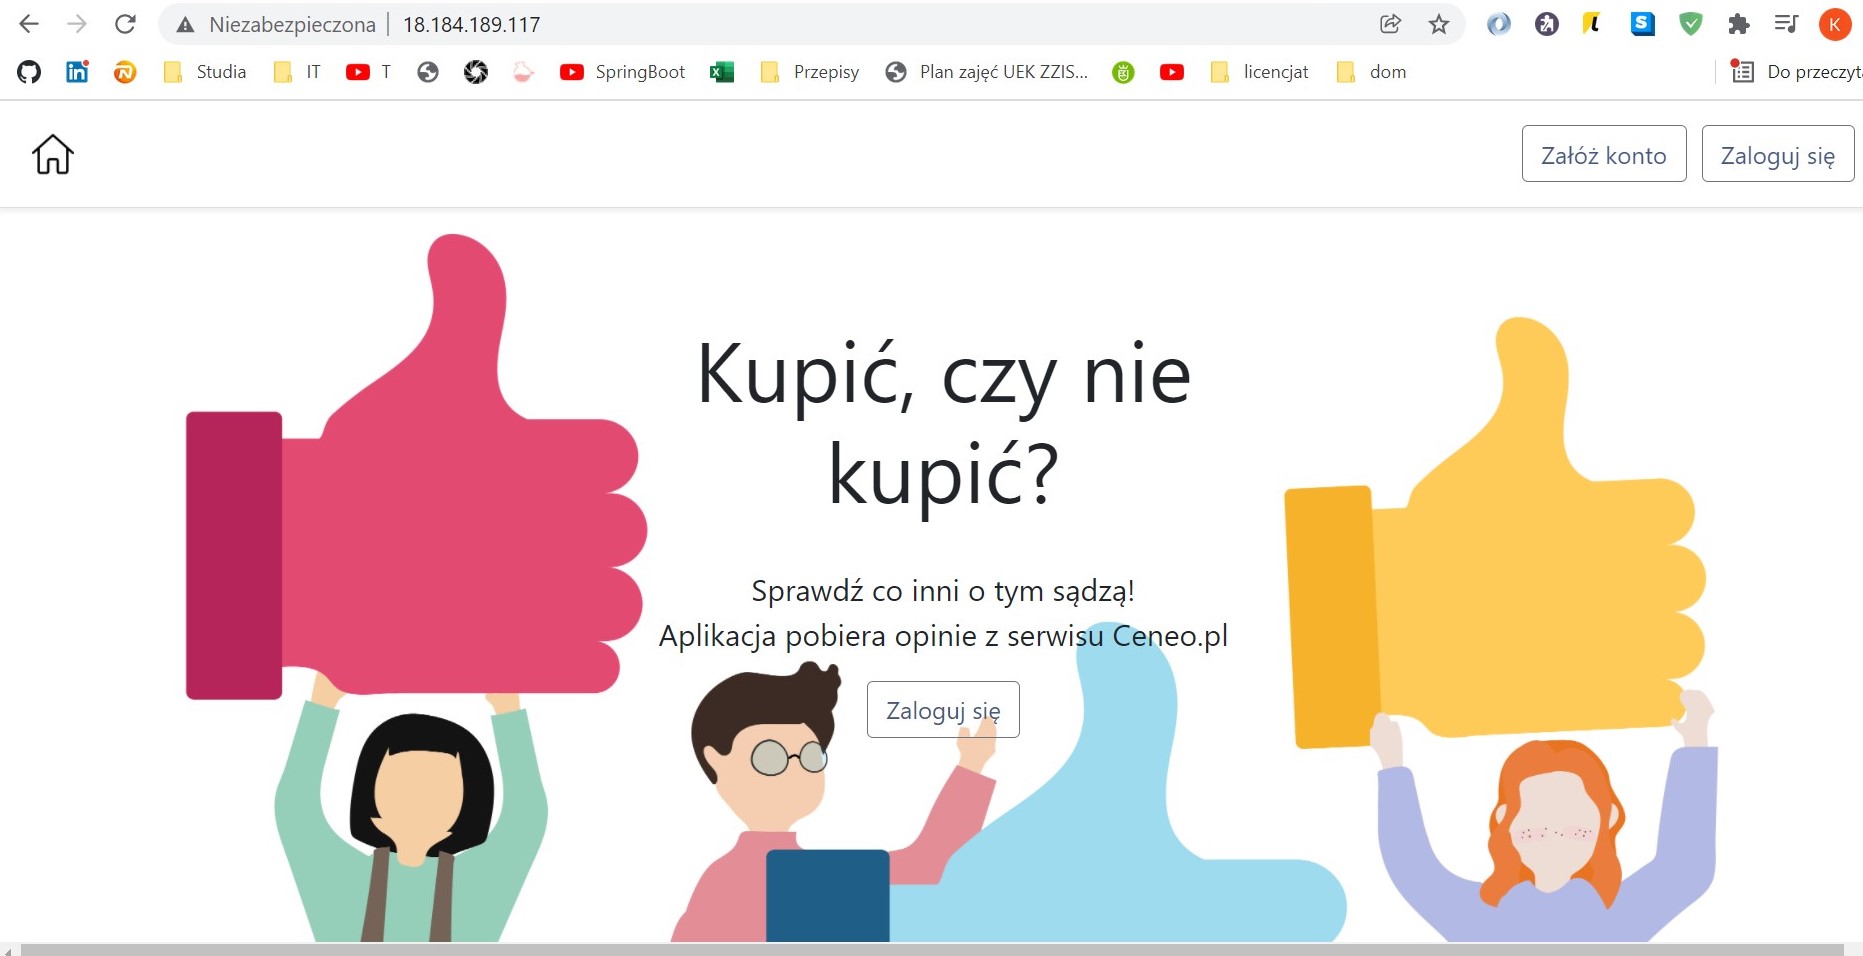 Niezabezpieczona 18.184.189.117
K
Studia IT T SpringBoot Przepisy Plan zajęć UEK ZZIS... licencjat dom Do przeczyta
Załóż konto Zaloguj się
Kupić, czy nie
kupić?
Sprawdź co inni o tym sądzą!
Aplikacja pobiera opinie z serwisu Ceneo.pl
Zaloguj się